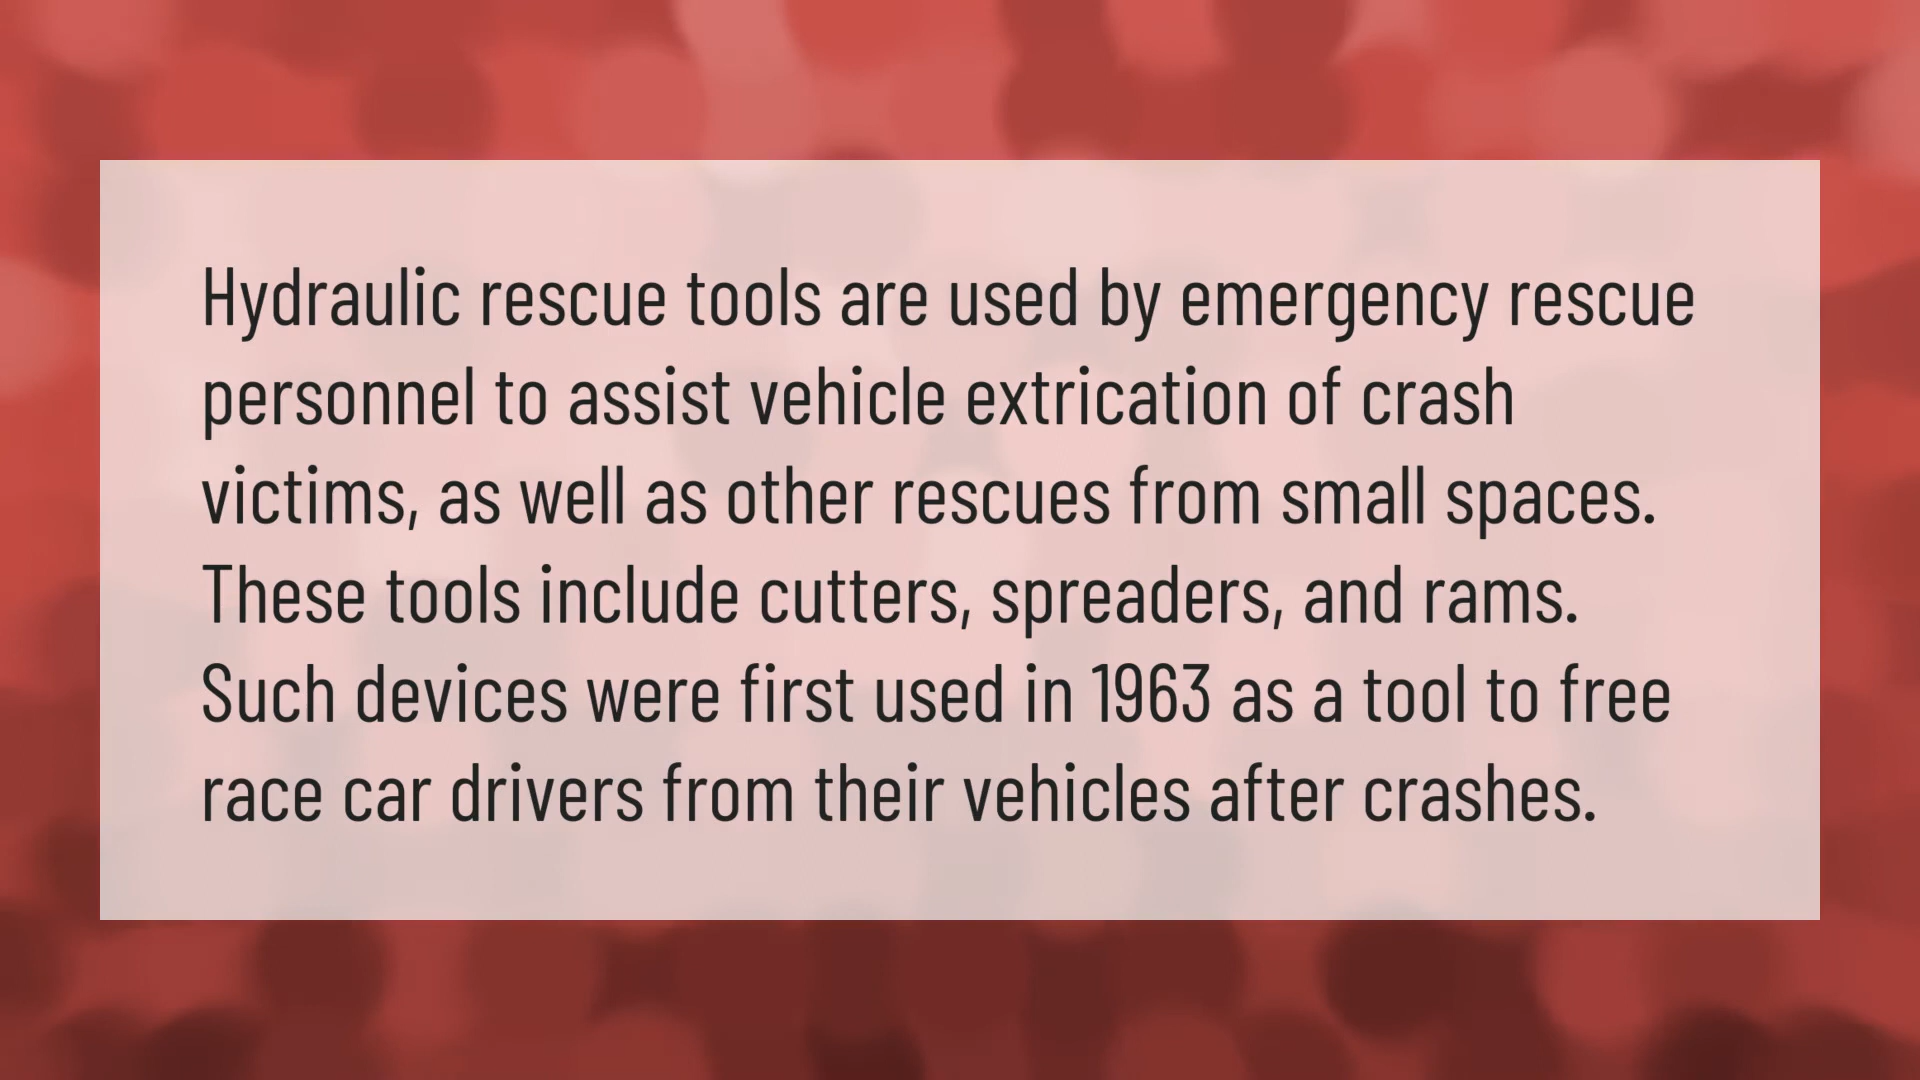 Hydraulic rescue tools are used by emergency rescue
personnel to assist vehicle extrication of crash
victims, as well as other rescues from small spaces.
These tools include cutters, spreaders, and rams.
Such devices were first used in 1963 as a tool to free
race car drivers from their vehicles after crashes.